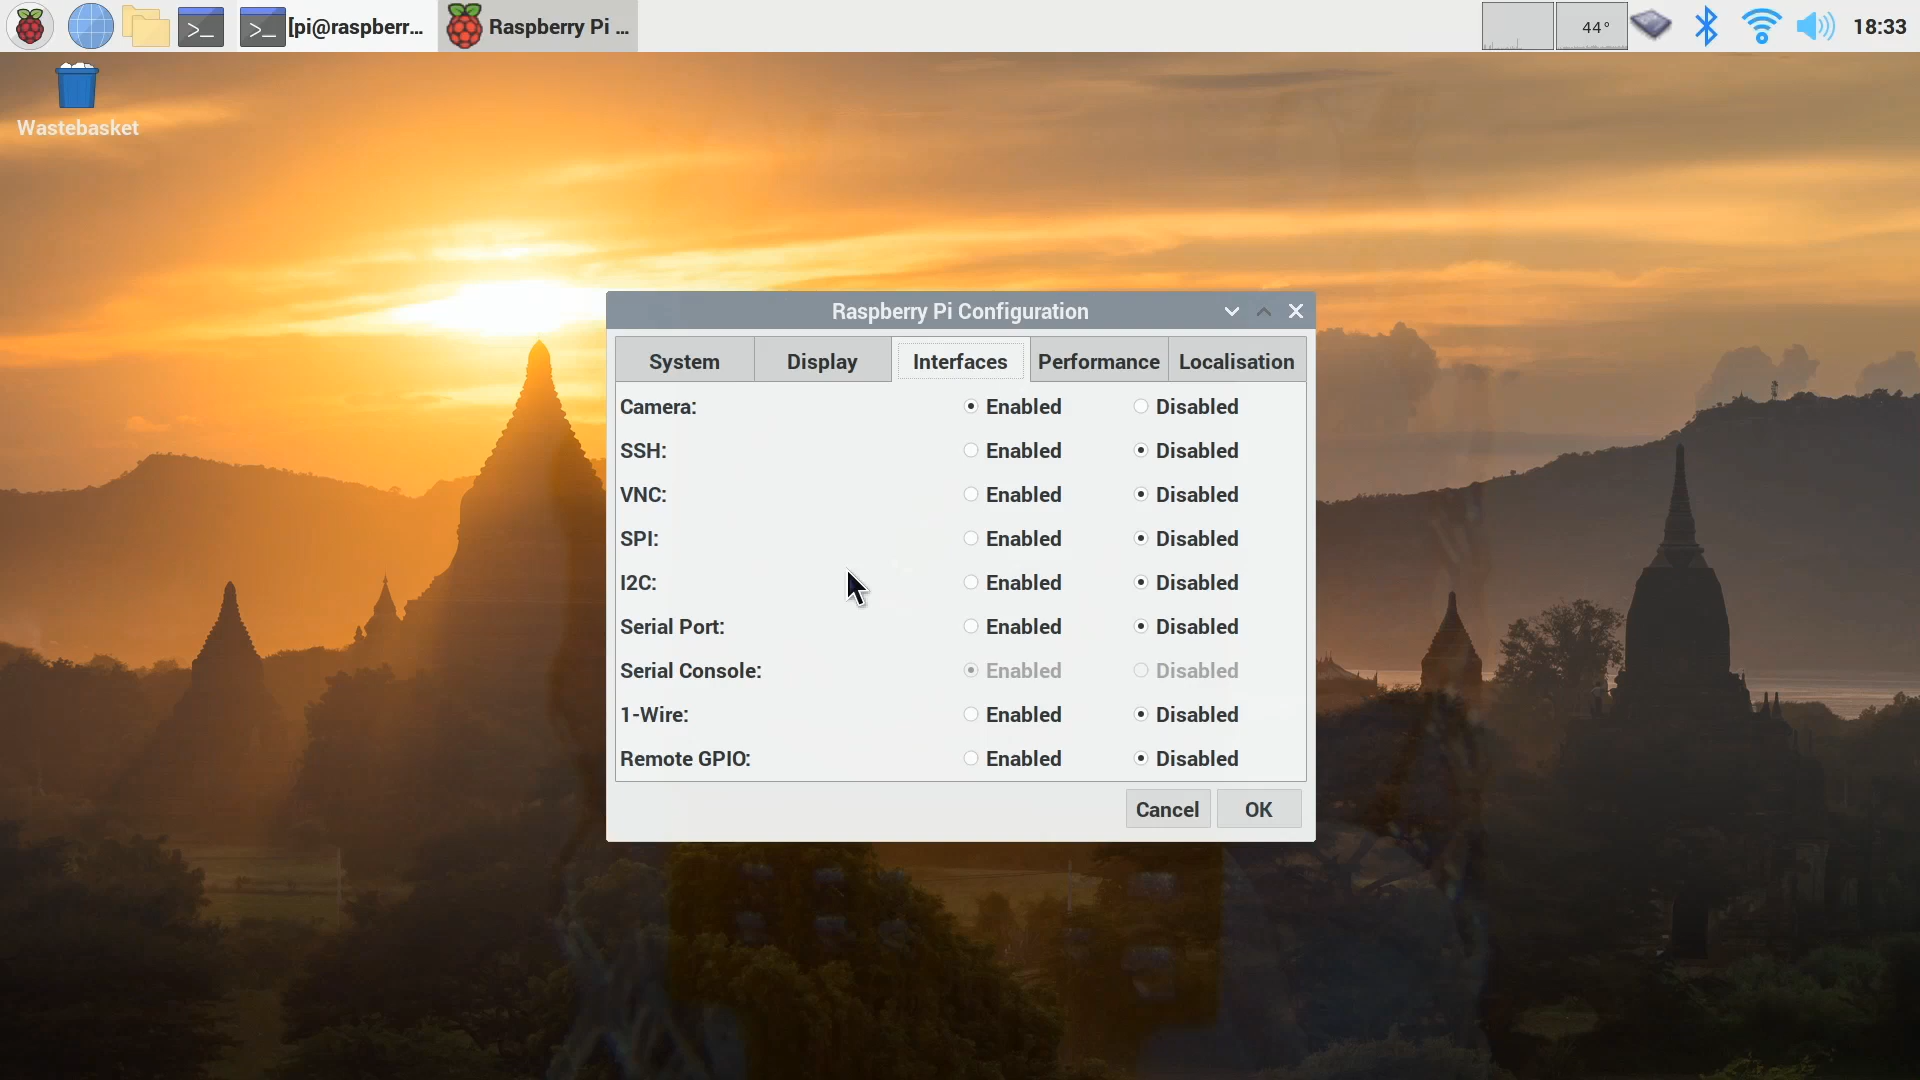 [pi@raspberr... Raspberry Pi ... 44° 18:33
Wastebasket
Raspberry Pi Configuration
System Display Interfaces Performance Localisation
Camera: Enabled Disabled
SSH: Enabled Disabled
VNC: Enabled Disabled
SPI: Enabled Disabled
I2C: Enabled Disabled
Serial Port: Enabled Disabled
Serial Console: Enabled Disabled
1-Wire: Enabled Disabled
Remote GPIO: Enabled Disabled
Cancel OK